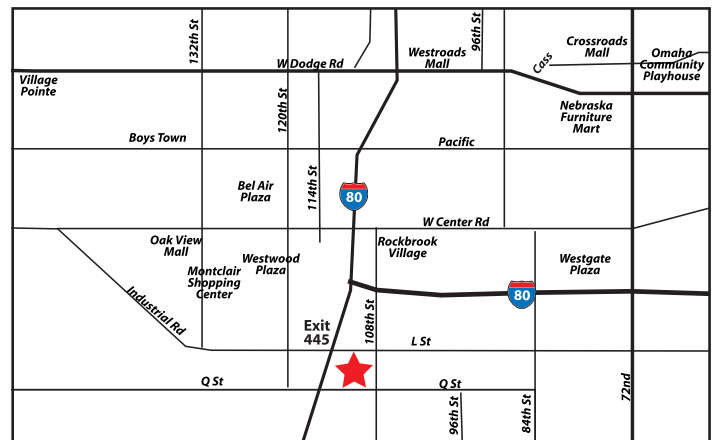 132th St
96th St
Westroads
Mall
Crossroads
Mall
Cass
Omaha
Community
Playhouse
W Dodge Rd
Village
Pointe
120th St
Nebraska
Furniture
Mart
Boys Town
Pacific
Bel Air
Plaza
114th St
80
W Center Rd
Oak View
Mall
Westwood
Plaza
Rockbrook
Village
Westgate
Plaza
Montclair
Shopping
Center
Industrial Rd
80
108th St
Exit
445
L St
Q St
Q St
72nd
96th St
84th St